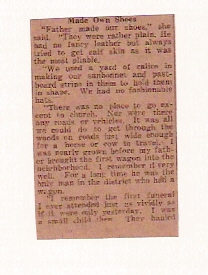 Made Own Shoes
"Father made our shoes," she
said. "They were rather plain. He
had no fancy leather but always
tried to get calf skin as it was
the most pliable.
"We used a yard of calico in
making our sunbonnets and past-
board strips in them to hold them
in shape. We had no fashionable
hats.
"There was no place to go ex-
cept to church. Nor were there
any roads or vehicles. It was all
we could do to get through the
woods on roads just wide enough
for a horse or cow to travel. I
was nearly grown before my fath-
er brought the first wagon into the
neighborhood. I remember it very
well. For a long time he was the
only man in the district who had a
wagon.
"I remember the first funeral
I ever attended just as vividly as
if it were only yesterday. I was
a small child then. They